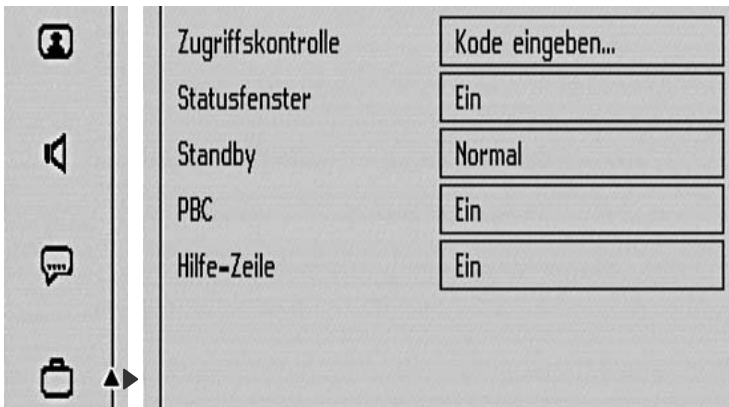 Zugriffskontrolle Kode eingeben...
Statusfenster Ein
Standby Normal
PBC Ein
Hilfe-Zeile Ein